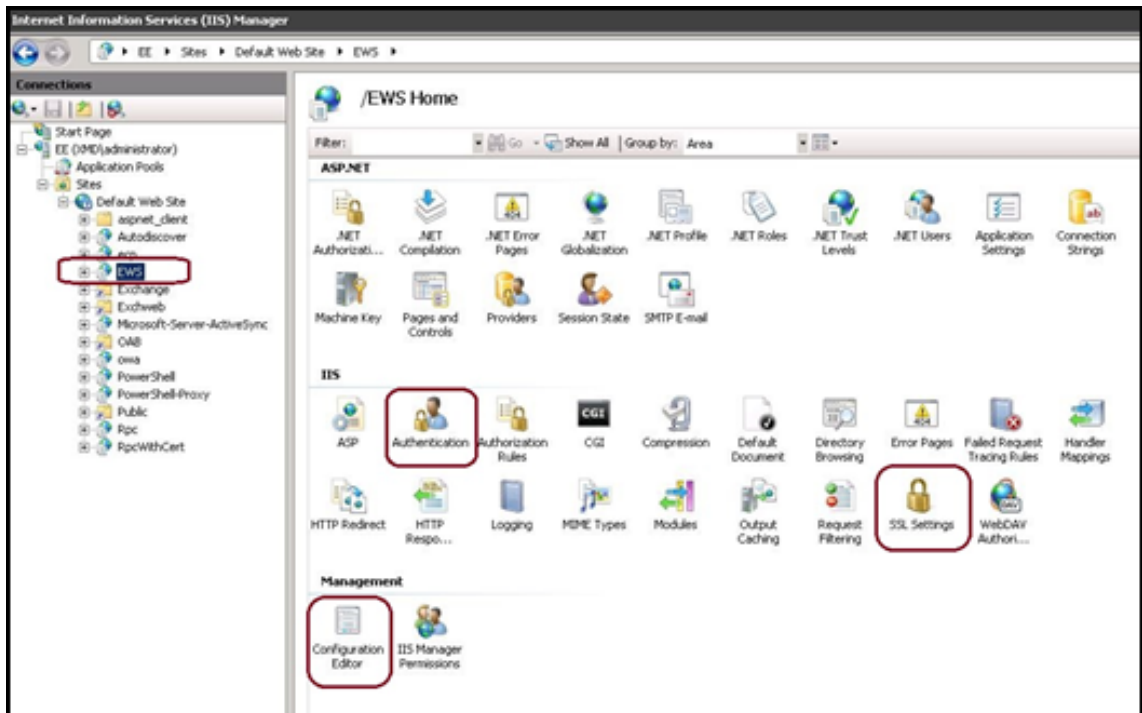 Internet Information Services (IIS) Manager
EE Sites Default Web Site EWS
Connections
Start Page
EE (XMD\administrator)
Application Pools
Sites
Default Web Site
aspnet_client
Autodiscover
ecp
EWS
Exchange
Exchweb
Microsoft-Server-ActiveSync
OAB
owa
PowerShell
PowerShell-Proxy
Public
Rpc
RpcWithCert
/EWS Home
Filter: Go Show All Group by: Area
ASP.NET
.NET Authorizati...
.NET Compilation
.NET Error Pages
.NET Globalization
.NET Profile
.NET Roles
.NET Trust Levels
.NET Users
Application Settings
Connection Strings
Machine Key
Pages and Controls
Providers
Session State
SMTP E-mail
IIS
ASP
Authentication
Authorization Rules
CGI
CGI
Compression
Default Document
Directory Browsing
Error Pages
Failed Request Tracing Rules
Handler Mappings
HTTP Redirect
HTTP Respo...
Logging
MIME Types
Modules
Output Caching
Request Filtering
SSL Settings
WebDAV Authori...
Management
Configuration Editor
IIS Manager Permissions